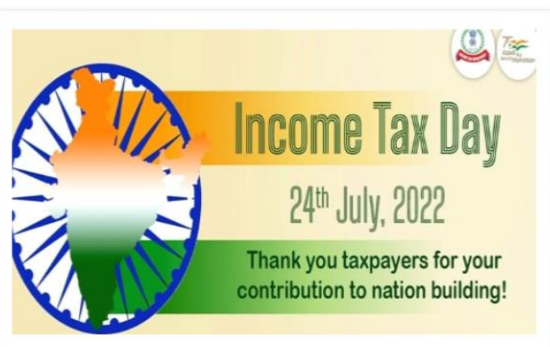 Income Tax Day
24th July, 2022
Thank you taxpayers for your
contribution to nation building!